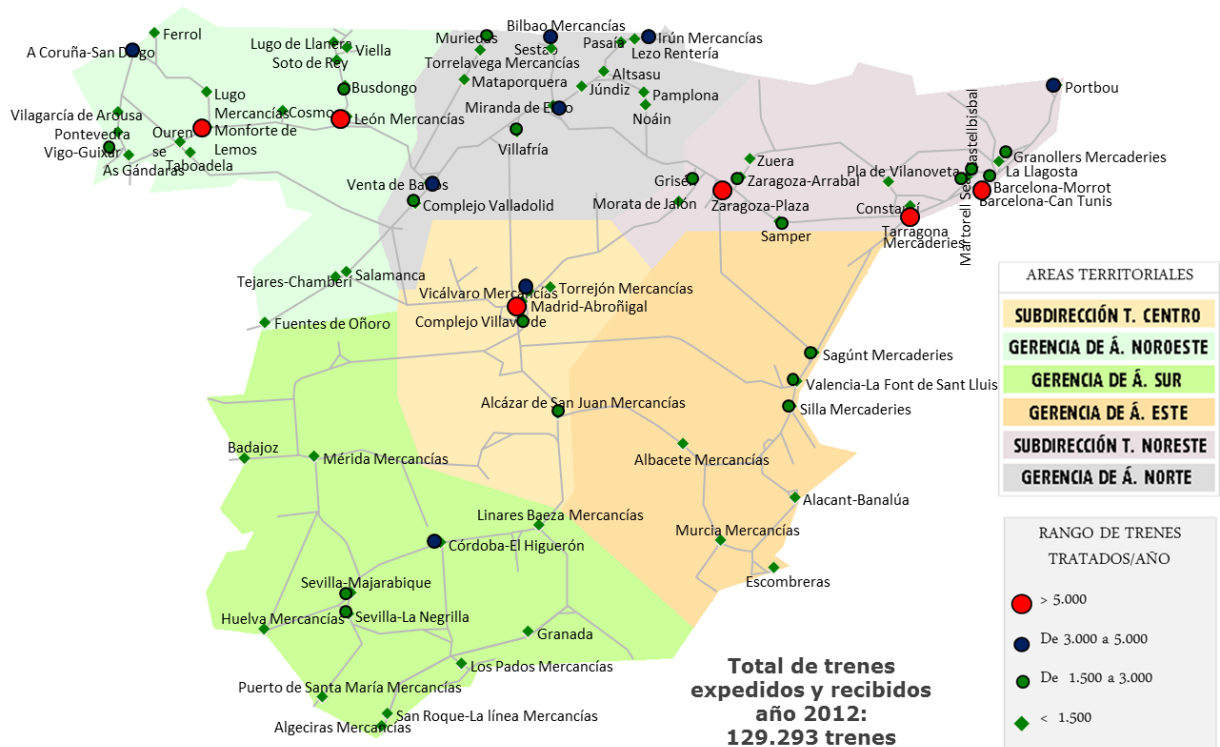 Ferrol
A Coruña-San Diego
Lugo de Llanera
Viella
Soto de Rey
Busdongo
Lugo
Mercancías
Cosmos
León Mercancías
Vilagarcía de Arousa
Pontevedra
Vigo-Guixar
As Gándaras
Ouren
se
Taboadela
Monforte de
Lemos
Muriedas
Bilbao Mercancías
Sestao
Pasaia
Irún Mercancías
Lezo Rentería
Torrelavega Mercancías
Mataporquera
Altsasu
Júndiz
Pamplona
Miranda de Ebro
Noáin
Villafría
Venta de Baños
Complejo Valladolid
Portbou
Zuera
Grisén
Zaragoza-Arrabal
Zaragoza-Plaza
Morata de Jalón
Samper
Pla de Vilanoveta
Constantí
Tarragona
Mercaderies
Martorell Seat
Castellbisbal
Granollers Mercaderies
La Llagosta
Barcelona-Morrot
Barcelona-Can Tunis
Tejares-Chamberí
Salamanca
Fuentes de Oñoro
Vicálvaro Mercancías
Torrejón Mercancías
Madrid-Abroñigal
Complejo Villaverde
Alcázar de San Juan Mercancías
Sagúnt Mercaderies
Valencia-La Font de Sant Lluis
Silla Mercaderies
Albacete Mercancías
Alacant-Banalúa
Murcia Mercancías
Escombreras
Badajoz
Mérida Mercancías
Linares Baeza Mercancías
Córdoba-El Higuerón
Sevilla-Majarabique
Sevilla-La Negrilla
Huelva Mercancías
Granada
Los Pados Mercancías
Puerto de Santa María Mercancías
San Roque-La línea Mercancías
Algeciras Mercancías
AREAS TERRITORIALES
SUBDIRECCIÓN T. CENTRO
GERENCIA DE Á. NOROESTE
GERENCIA DE Á. SUR
GERENCIA DE Á. ESTE
SUBDIRECCIÓN T. NORESTE
GERENCIA DE Á. NORTE
RANGO DE TRENES
TRATADOS/AÑO
> 5.000
De 3.000 a 5.000
De 1.500 a 3.000
< 1.500
Total de trenes
expedidos y recibidos
año 2012:
129.293 trenes